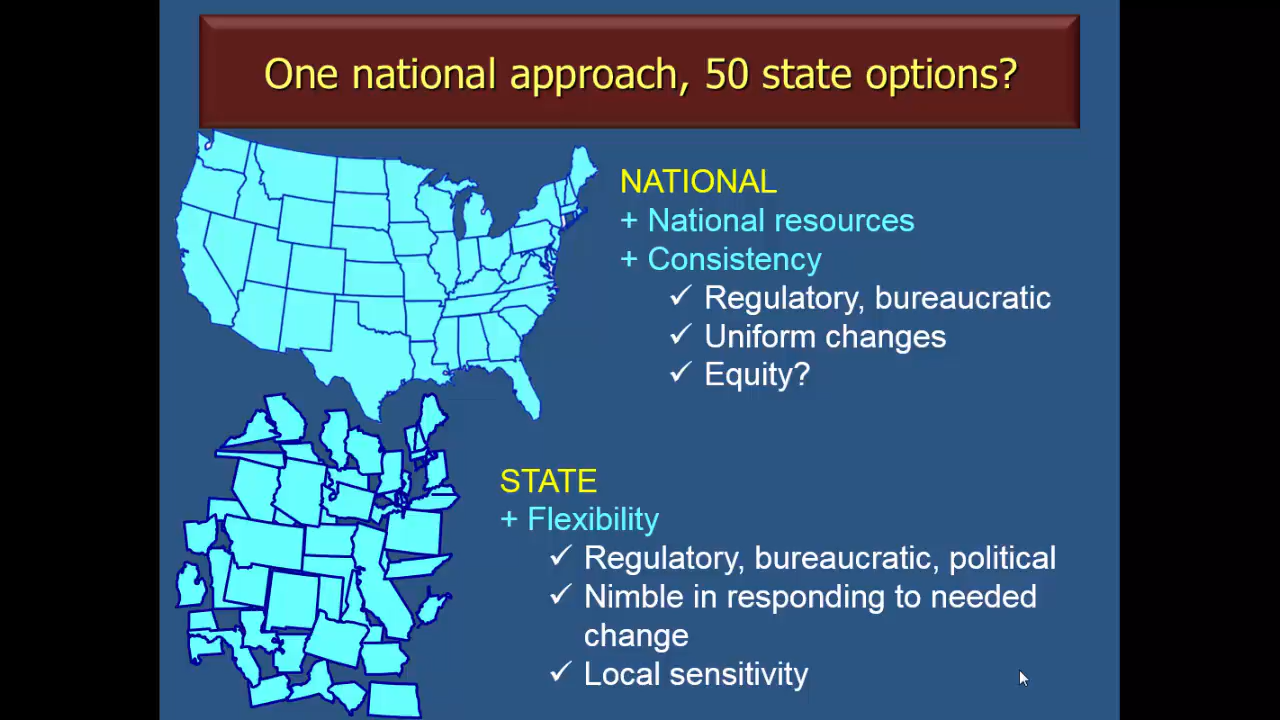 One national approach, 50 state options?
NATIONAL
+ National resources
+ Consistency
✓ Regulatory, bureaucratic
✓ Uniform changes
✓ Equity?
STATE
+ Flexibility
✓ Regulatory, bureaucratic, political
✓ Nimble in responding to needed
change
✓ Local sensitivity